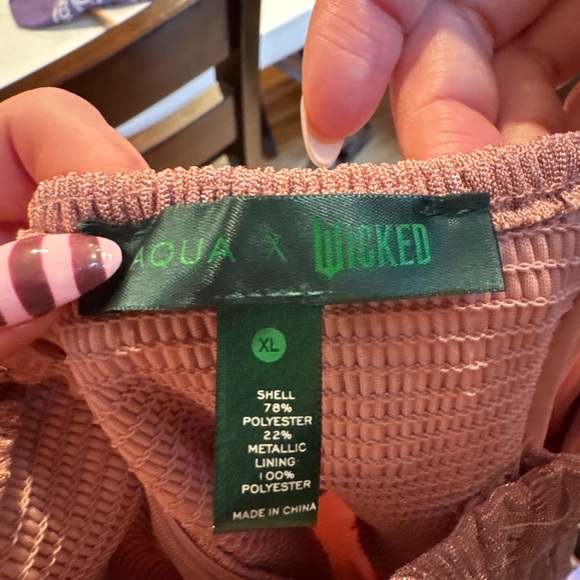 AQUA X WICKED
XL
SHELL
78%
POLYESTER
22%
METALLIC
LINING:
100%
POLYESTER
MADE IN CHINA